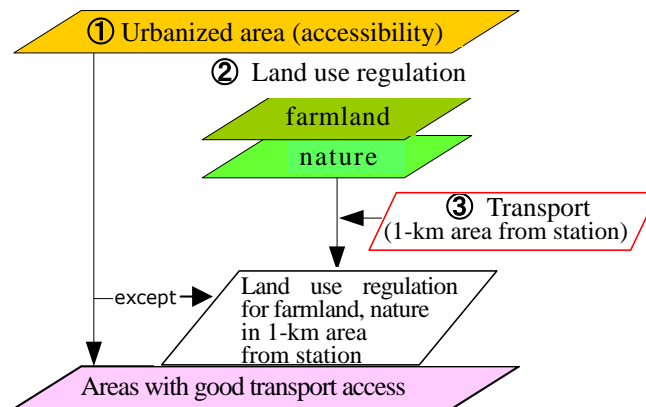 ① Urbanized area (accessibility)
② Land use regulation
farmland
nature
③ Transport
(1-km area from station)
except
Land use regulation
for farmland, nature
in 1-km area
from station
Areas with good transport access